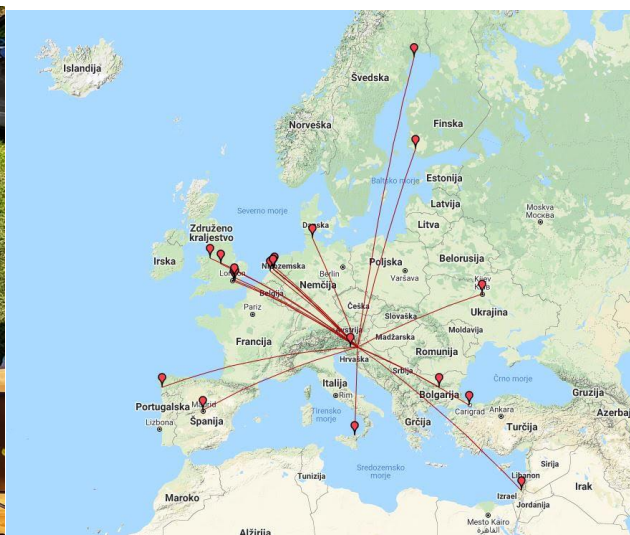 Islandija
Švedska
Norveška
Finska
Estonija
Baltsko morje
Latvija
Moskva
Москва
Severno morje
Danska
Litva
Združeno
kraljestvo
Irska
Nizozemska
Berlin
Poljska
Varšava
Belorusija
London
Nemčija
Belgija
Kijev
Київ
Češka
Ukrajina
Pariz
Slovaška
Avstrija
Moldavija
Francija
Madžarska
Hrvaška
Romunija
Srbija
Italija
Črno morje
Bolgarija
Gruzija
Portugalska
Madrid
Rim
Carigrad
Ankara
Azerbaj
Lizbona
Španija
Tirensko
morje
Grčija
Turčija
Sredozemsko
morje
Sirija
Tunizija
Libanon
Irak
Maroko
Izrael
Jordanija
Mesto Kairo
القاهرة
Alžirija